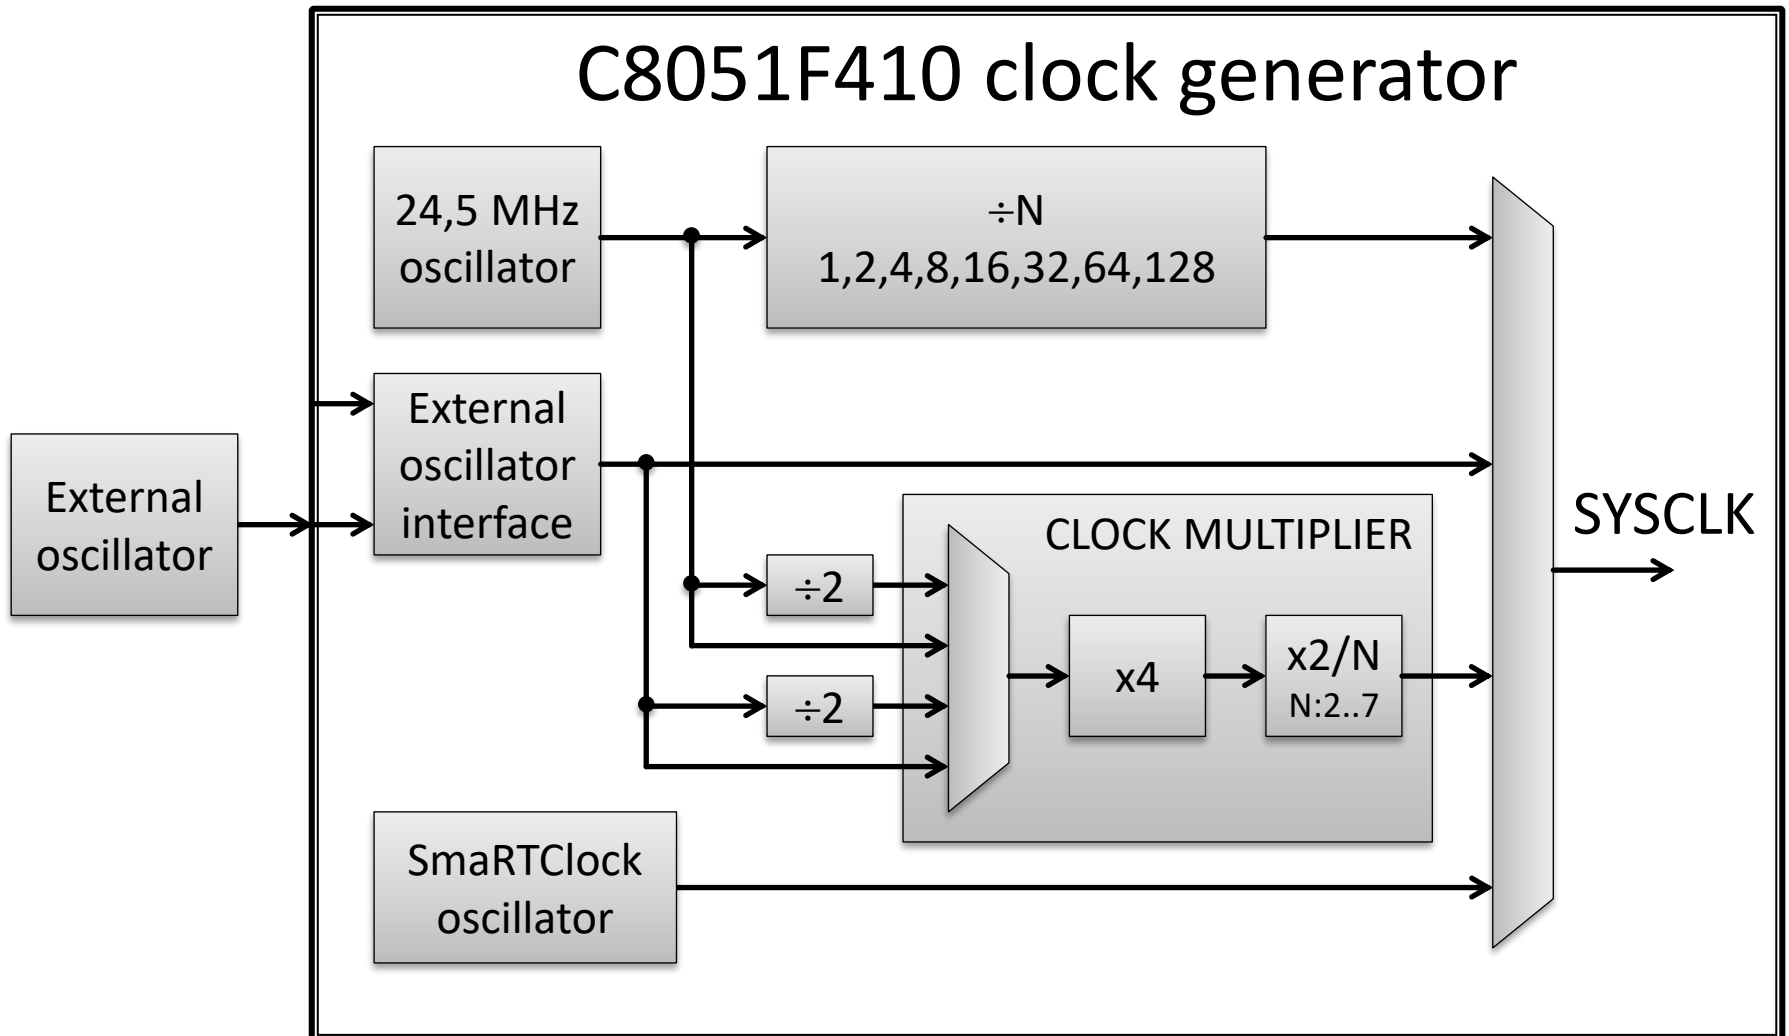 C8051F410 clock generator
24,5 MHz
oscillator
÷N
1,2,4,8,16,32,64,128
External
oscillator
interface
External
oscillator
SYSCLK
CLOCK MULTIPLIER
÷2
÷2
x4
x2/N
N:2..7
SmaRTClock
oscillator